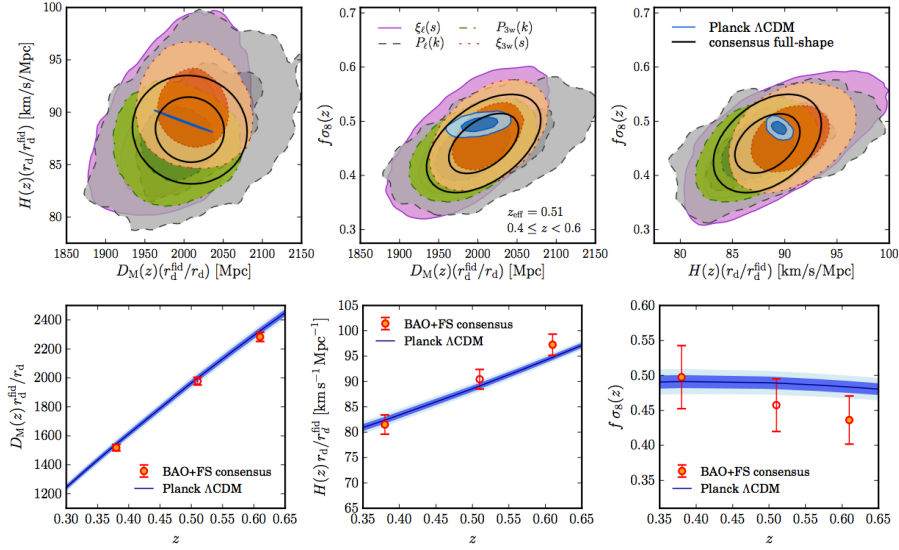 100
95
90
85
80
H(z)(r_d/r_d^fid) [km/s/Mpc]
1850 1900 1950 2000 2050 2100 2150
D_M(z)(r_d^fid/r_d) [Mpc]
0.7
0.6
0.5
0.4
0.3
fσ_8(z)
ξ_ℓ(s) P_3w(k)
P_ℓ(k) ξ_3w(s)
z_eff = 0.51
0.4 ≤ z < 0.6
1850 1900 1950 2000 2050 2100 2150
D_M(z)(r_d^fid/r_d) [Mpc]
0.7
0.6
0.5
0.4
0.3
fσ_8(z)
Planck ΛCDM
consensus full-shape
80 85 90 95 100
H(z)(r_d/r_d^fid) [km/s/Mpc]
2400
2200
2000
1800
1600
1400
1200
D_M(z) r_d^fid/r_d
BAO+FS consensus
Planck ΛCDM
0.30 0.35 0.40 0.45 0.50 0.55 0.60 0.65
z
105
100
95
90
85
80
75
70
65
H(z) r_d/r_d^fid [km s⁻¹ Mpc⁻¹]
BAO+FS consensus
Planck ΛCDM
0.35 0.40 0.45 0.50 0.55 0.60 0.65
z
0.60
0.55
0.50
0.45
0.40
0.35
0.30
f σ_8(z)
BAO+FS consensus
Planck ΛCDM
0.35 0.40 0.45 0.50 0.55 0.60 0.65
z